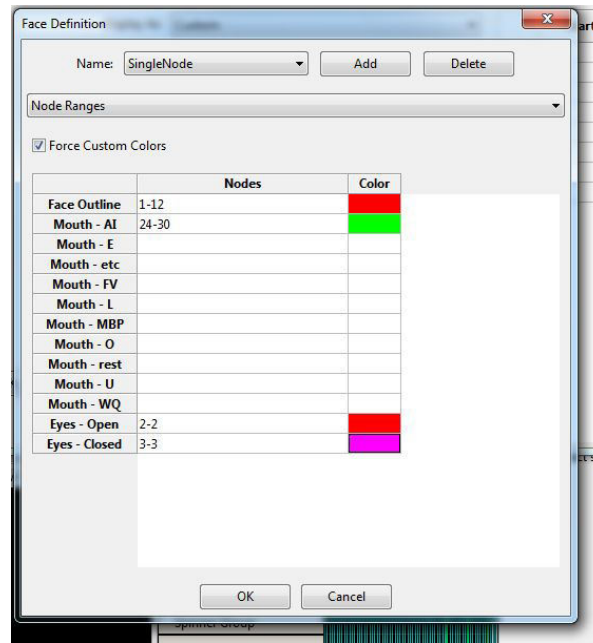 Face Definition
Name: SingleNode Add Delete
Node Ranges
Force Custom Colors
Nodes Color
Face Outline 1-12
Mouth - AI 24-30
Mouth - E
Mouth - etc
Mouth - FV
Mouth - L
Mouth - MBP
Mouth - O
Mouth - rest
Mouth - U
Mouth - WQ
Eyes - Open 2-2
Eyes - Closed 3-3
OK Cancel
Spinner Group